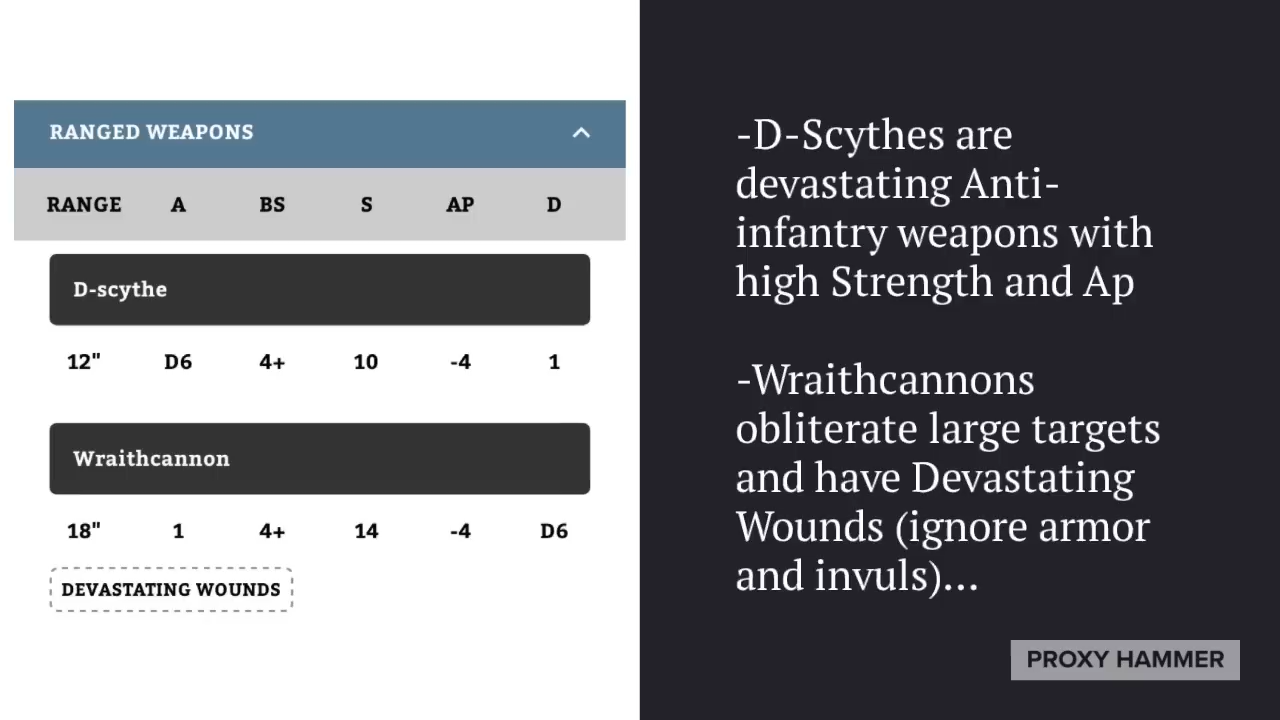 RANGED WEAPONS
RANGE A BS S AP D
D-scythe
12" D6 4+ 10 -4 1
Wraithcannon
18" 1 4+ 14 -4 D6
DEVASTATING WOUNDS
-D-Scythes are
devastating Anti-
infantry weapons with
high Strength and Ap
-Wraithcannons
obliterate large targets
and have Devastating
Wounds (ignore armor
and invuls)...
PROXY HAMMER